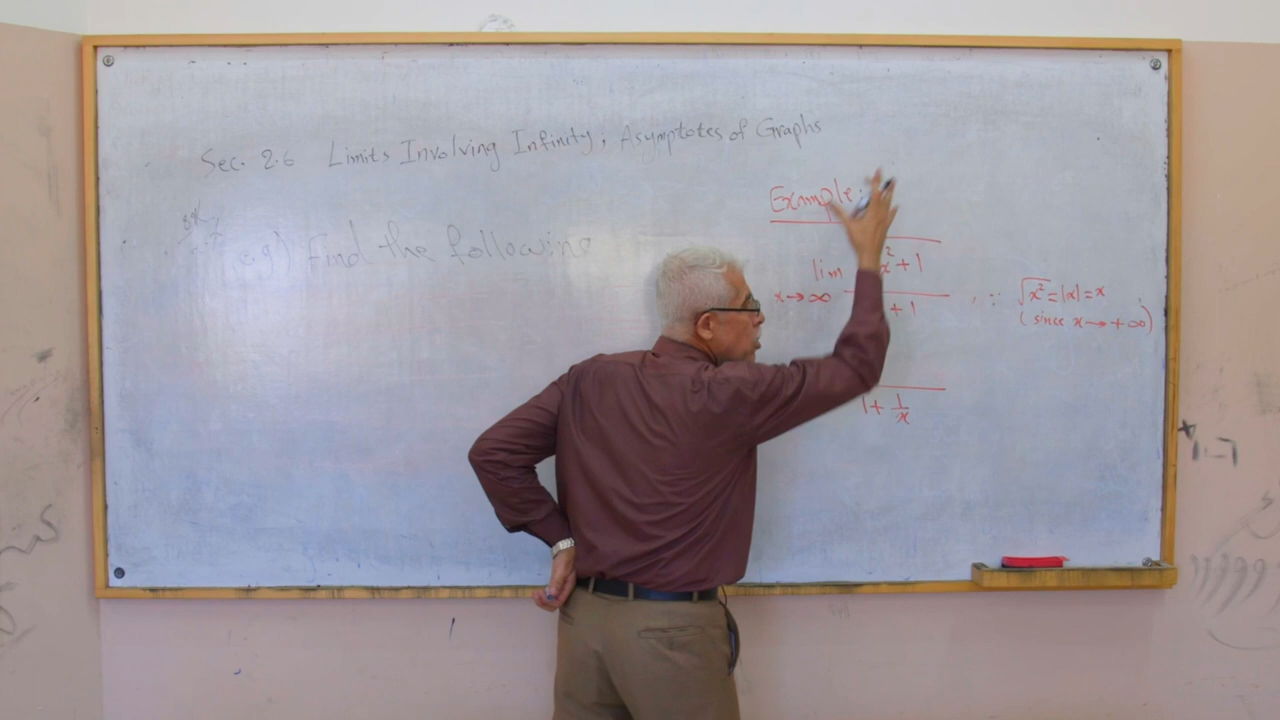 Sec. 2.6 Limits Involving Infinity; Asymptotes of Graphs
e.g) Find the following
Example:
lim x²+1
x→∞ +1 ∵ √x² = |x| = x
(since x→+∞)
1+ 1/x